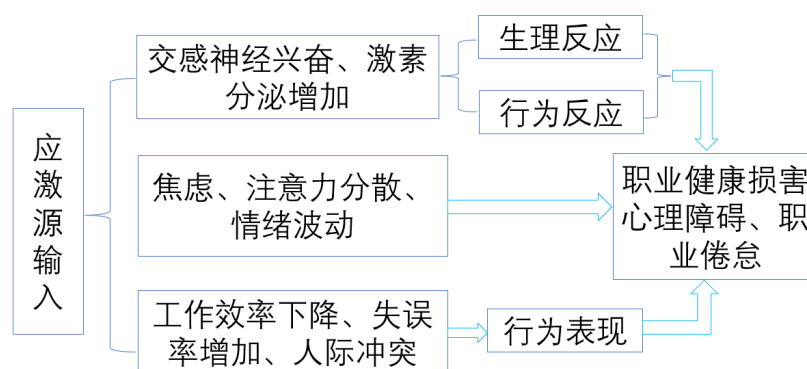 应
激
源
输
入
交感神经兴奋、激素
分泌增加
生理反应
行为反应
焦虑、注意力分散、
情绪波动
工作效率下降、失误
率增加、人际冲突
行为表现
职业健康损害
心理障碍、职
业倦怠